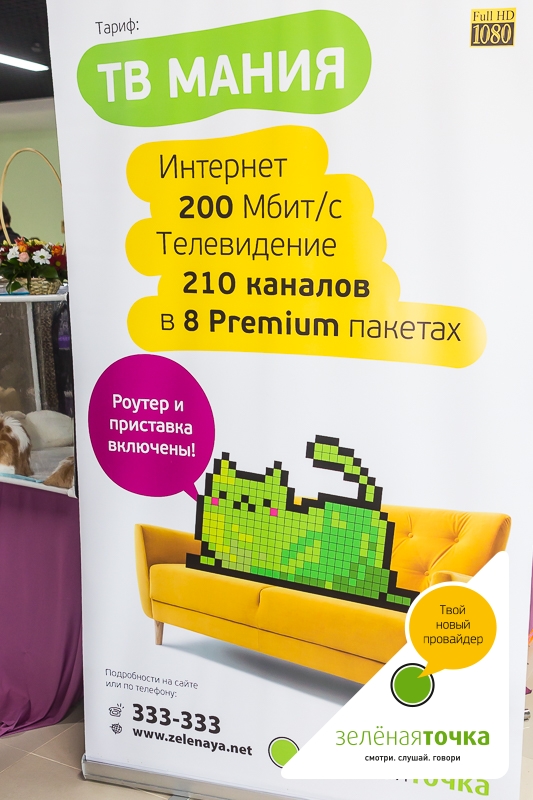 Тариф:
ТВ МАНИЯ
Full HD
1080
Интернет
200 Мбит/с
Телевидение
210 каналов
в 8 Premium пакетах
Роутер и
приставка
включены!
Твой
новый
провайдер
Подробности на сайте
или по телефону:
333-333
www.zelenaya.net
зелёнаяточка
смотри. слушай. говори
точка